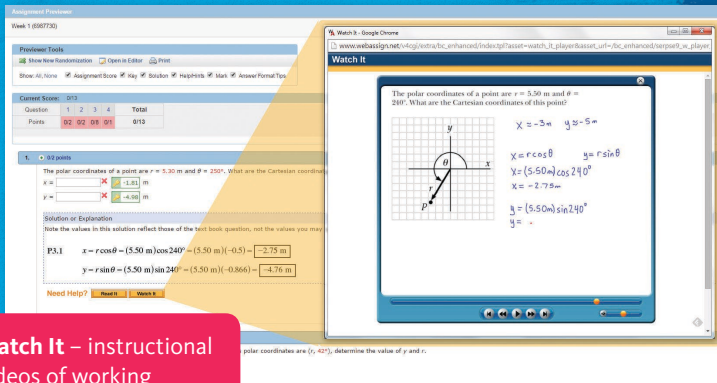 Assignment Previewer
Week 1 (6987730)
Previewer Tools
Show New Randomization Open in Editor Print
Show: All, None Assignment Score Key Solution Help/Hints Mark Answer Format Tips
Current Score: 0/13
Question 1 2 3 4 Total
Points 0/2 0/2 0/8 0/1 0/13
1. 0/2 points
The polar coordinates of a point are r = 5.30 m and θ = 250°. What are the Cartesian coordinates
x = -1.81 m
y = -4.98 m
Solution or Explanation
Note the values in this solution reflect those of the text book question, not the values you may
P3.1 x = r cos θ = (5.50 m) cos 240° = (5.50 m)(−0.5) = −2.75 m
y = r sin θ = (5.50 m) sin 240° = (5.50 m)(−0.866) = −4.76 m
Need Help? Read It Watch It
polar coordinates are (r, 42°), determine the value of y and r.
atch It – instructional
deos of working
Watch It - Google Chrome
www.webassign.net/v4cgi/extra/bc_enhanced/index.tpl?asset=watch_it_player&asset_url=/bc_enhanced/serpse9_w_player
Watch It
The polar coordinates of a point are r = 5.50 m and θ =
240°. What are the Cartesian coordinates of this point?
y
x
θ
r
P
x ≈ -3m y ≈ -5m
x = r cos θ y = r sin θ
x = (5.50m) cos 240°
x = -2.75m
y = (5.50m) sin 240°
y =